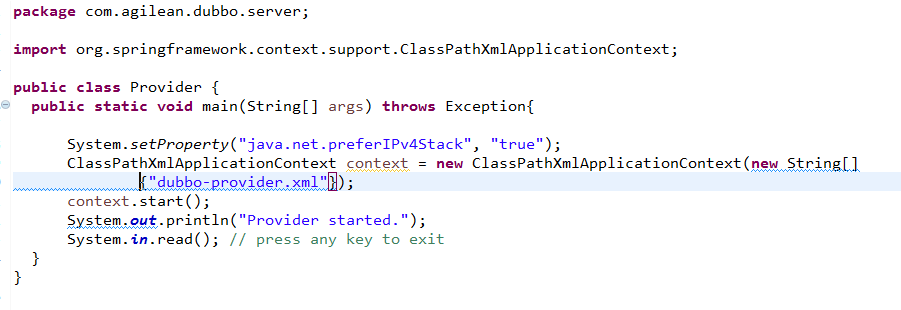 package com.agilean.dubbo.server;
import org.springframework.context.support.ClassPathXmlApplicationContext;
public class Provider {
public static void main(String[] args) throws Exception{
System.setProperty("java.net.preferIPv4Stack", "true");
ClassPathXmlApplicationContext context = new ClassPathXmlApplicationContext(new String[]
{"dubbo-provider.xml"});
context.start();
System.out.println("Provider started.");
System.in.read(); // press any key to exit
}
}